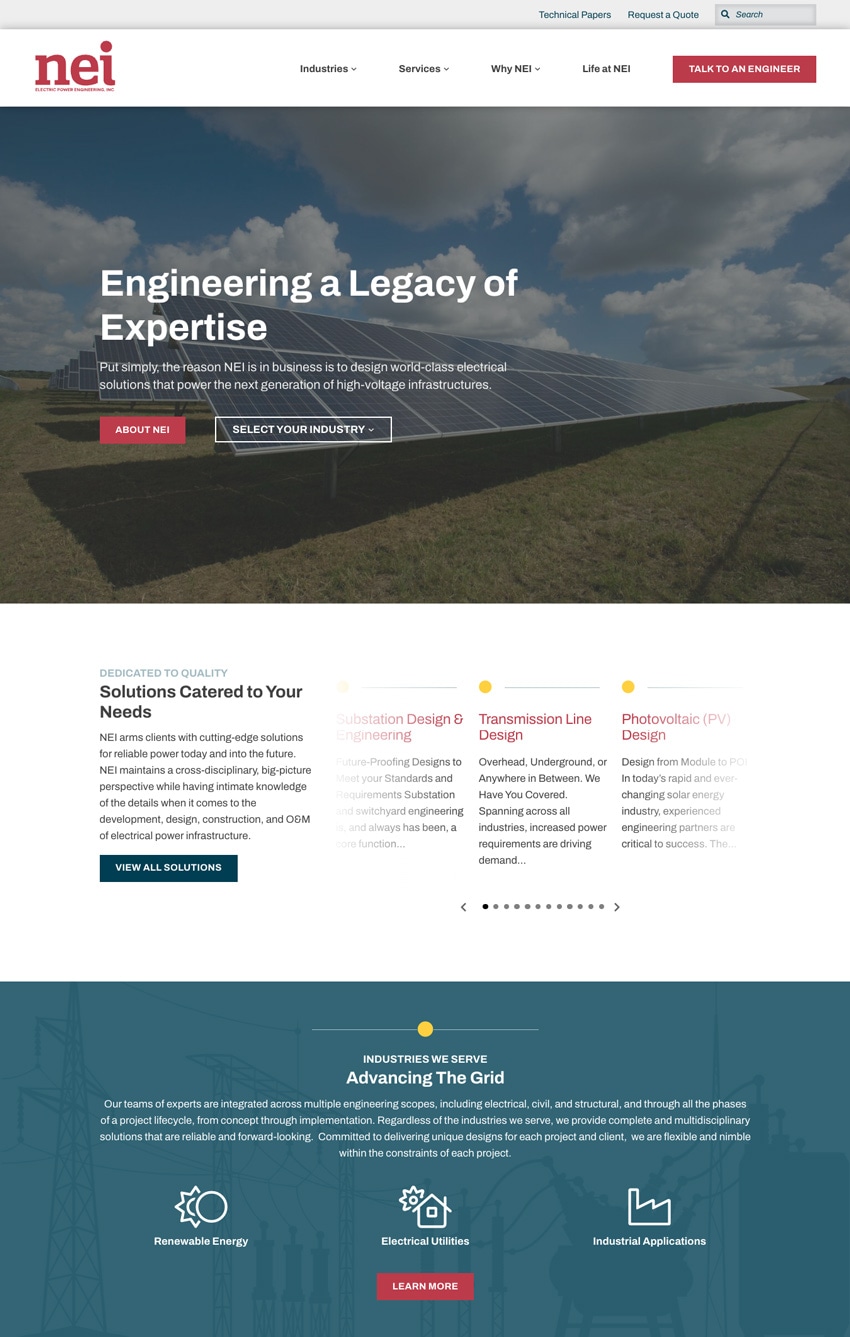 Technical Papers
Request a Quote
Search
nei
ELECTRIC POWER ENGINEERING, INC
Industries
Services
Why NEI
Life at NEI
TALK TO AN ENGINEER
Engineering a Legacy of
Expertise
Put simply, the reason NEI is in business is to design world-class electrical
solutions that power the next generation of high-voltage infrastructures.
ABOUT NEI
SELECT YOUR INDUSTRY
DEDICATED TO QUALITY
Solutions Catered to Your
Needs
NEI arms clients with cutting-edge solutions
for reliable power today and into the future.
NEI maintains a cross-disciplinary, big-picture
perspective while having intimate knowledge
of the details when it comes to the
development, design, construction, and O&M
of electrical power infrastructure.
VIEW ALL SOLUTIONS
Substation Design &
Engineering
Future-Proofing Designs to
Meet your Standards and
Requirements Substation
and switchyard engineering
is, and always has been, a
core function...
Transmission Line
Design
Overhead, Underground, or
Anywhere in Between. We
Have You Covered.
Spanning across all
industries, increased power
requirements are driving
demand...
Photovoltaic (PV)
Design
Design from Module to POI
In today's rapid and ever-
changing solar energy
industry, experienced
engineering partners are
critical to success. The...
INDUSTRIES WE SERVE
Advancing The Grid
Our teams of experts are integrated across multiple engineering scopes, including electrical, civil, and structural, and through all the phases
of a project lifecycle, from concept through implementation. Regardless of the industries we serve, we provide complete and multidisciplinary
solutions that are reliable and forward-looking. Committed to delivering unique designs for each project and client, we are flexible and nimble
within the constraints of each project.
Renewable Energy
Electrical Utilities
Industrial Applications
LEARN MORE